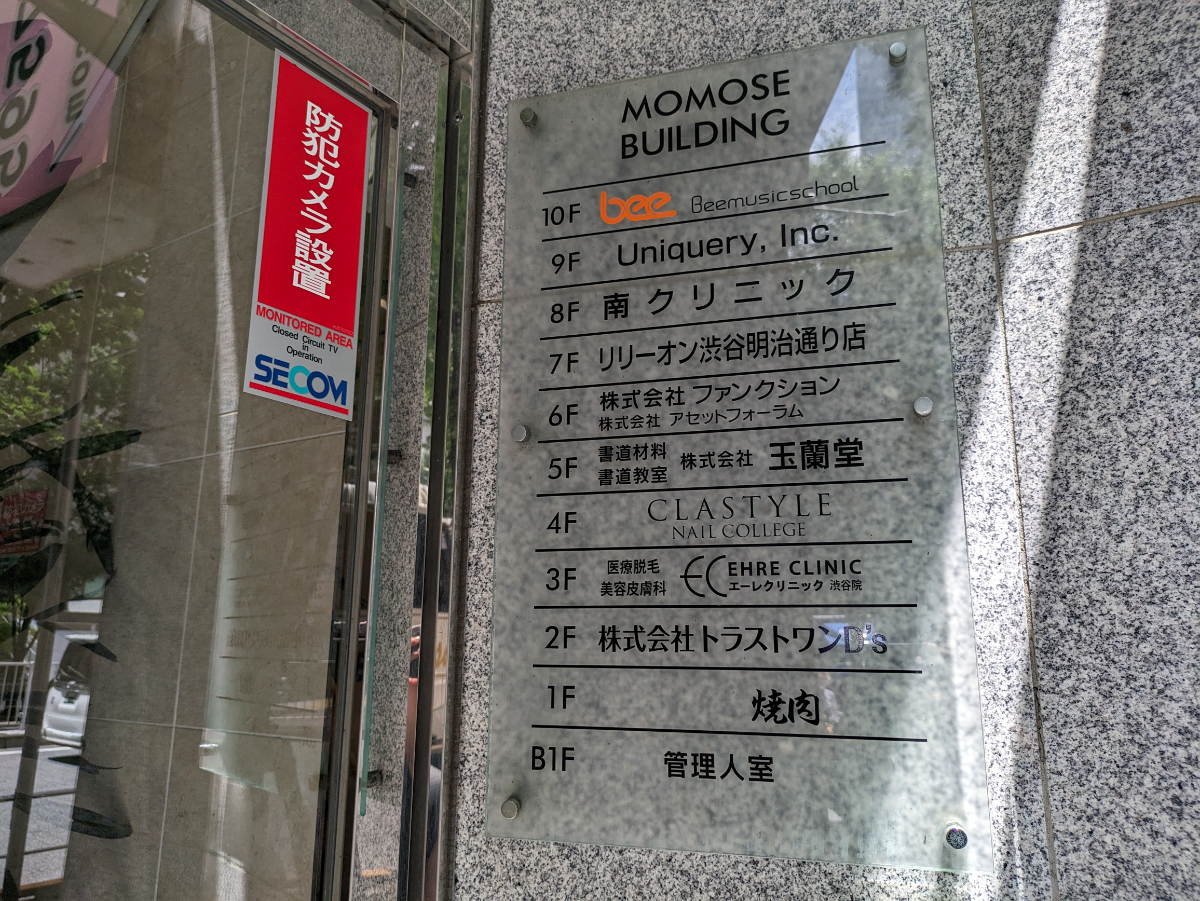 防犯カメラ設置
MONITORED AREA
Closed Circuit TV
in
Operation
SECOM
MOMOSE
BUILDING
10F bee Beemusicschool
9F Uniquery, Inc.
8F 南クリニック
7F リリーオン渋谷明治通り店
6F 株式会社 ファンクション
株式会社 アセットフォーラム
5F 書道材料 書道教室 株式会社 玉蘭堂
4F CLASTYLE
NAIL COLLEGE
3F 医療脱毛 EC EHRE CLINIC
美容皮膚科 エーレクリニック 渋谷院
2F 株式会社トラストワンD's
1F 焼肉
B1F 管理人室